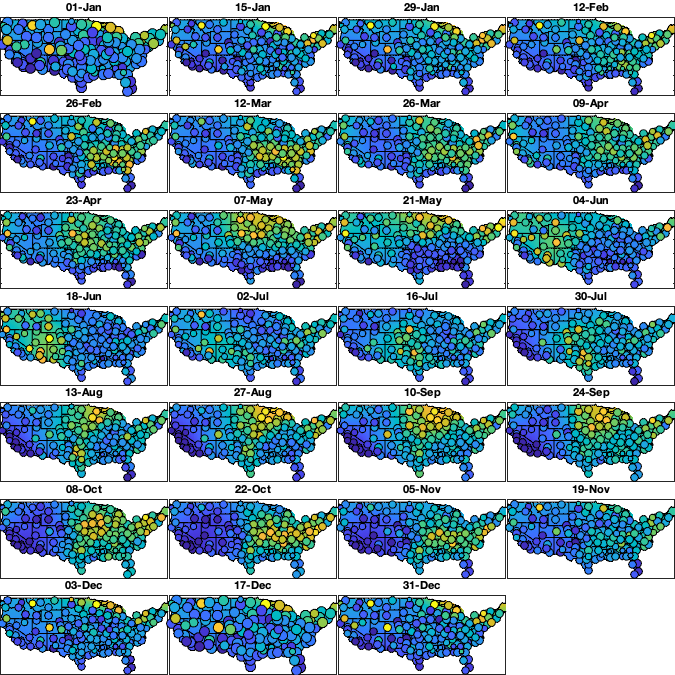 01-Jan 15-Jan 29-Jan 12-Feb
26-Feb 12-Mar 26-Mar 09-Apr
23-Apr 07-May 21-May 04-Jun
18-Jun 02-Jul 16-Jul 30-Jul
13-Aug 27-Aug 10-Sep 24-Sep
08-Oct 22-Oct 05-Nov 19-Nov
03-Dec 17-Dec 31-Dec